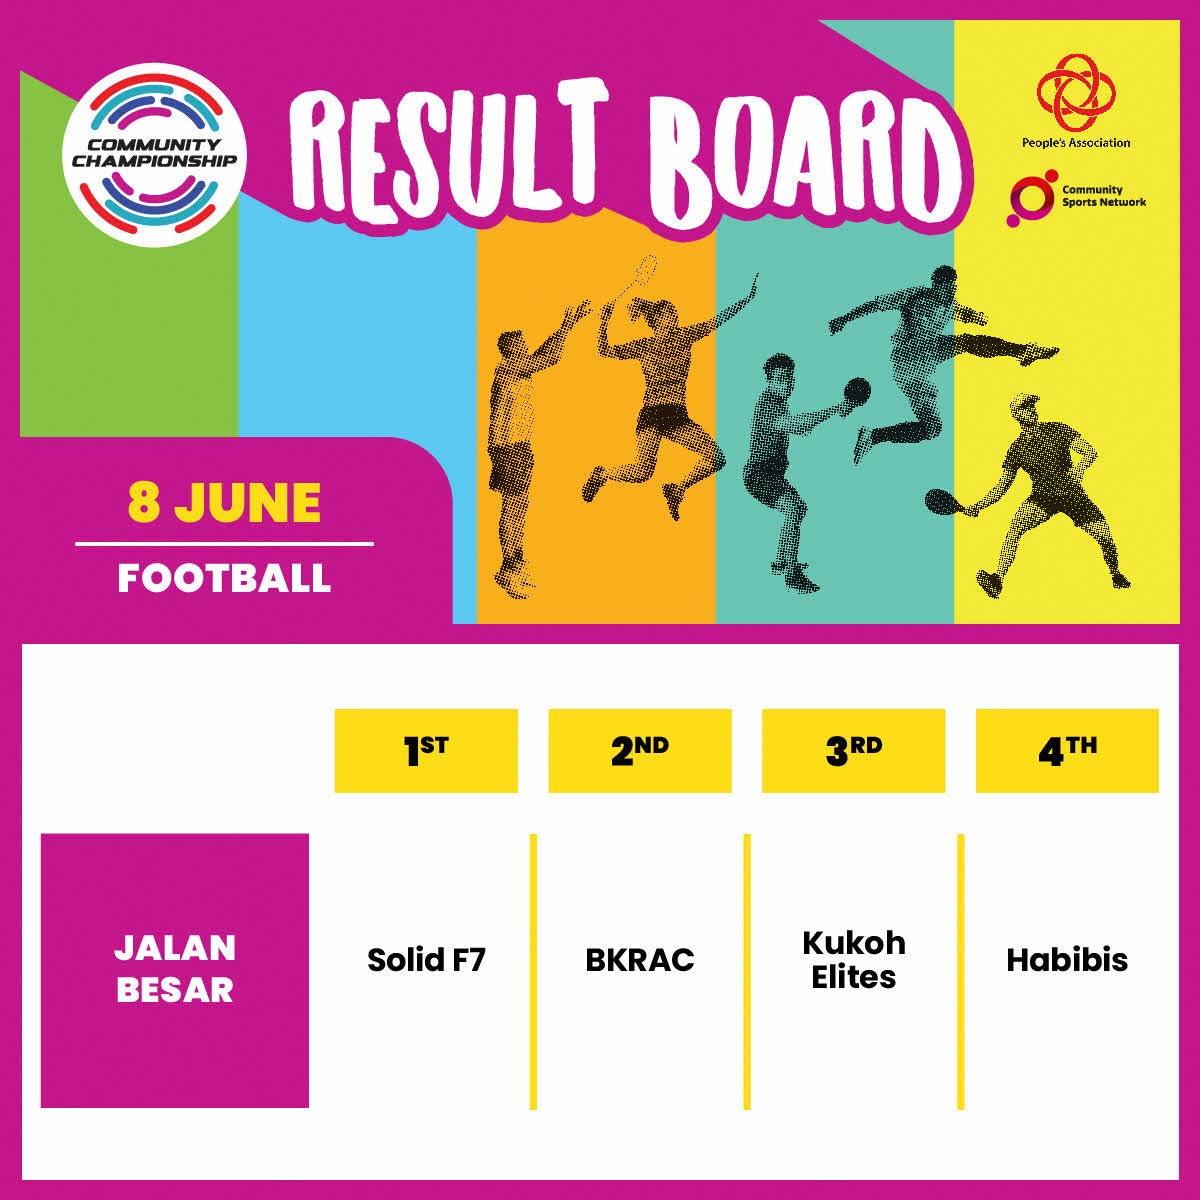 COMMUNITY
CHAMPIONSHIP
RESULT BOARD
People's Association
Community
Sports Network
8 JUNE
FOOTBALL
1ST 2ND 3RD 4TH
JALAN
BESAR
Solid F7
BKRAC
Kukoh
Elites
Habibis